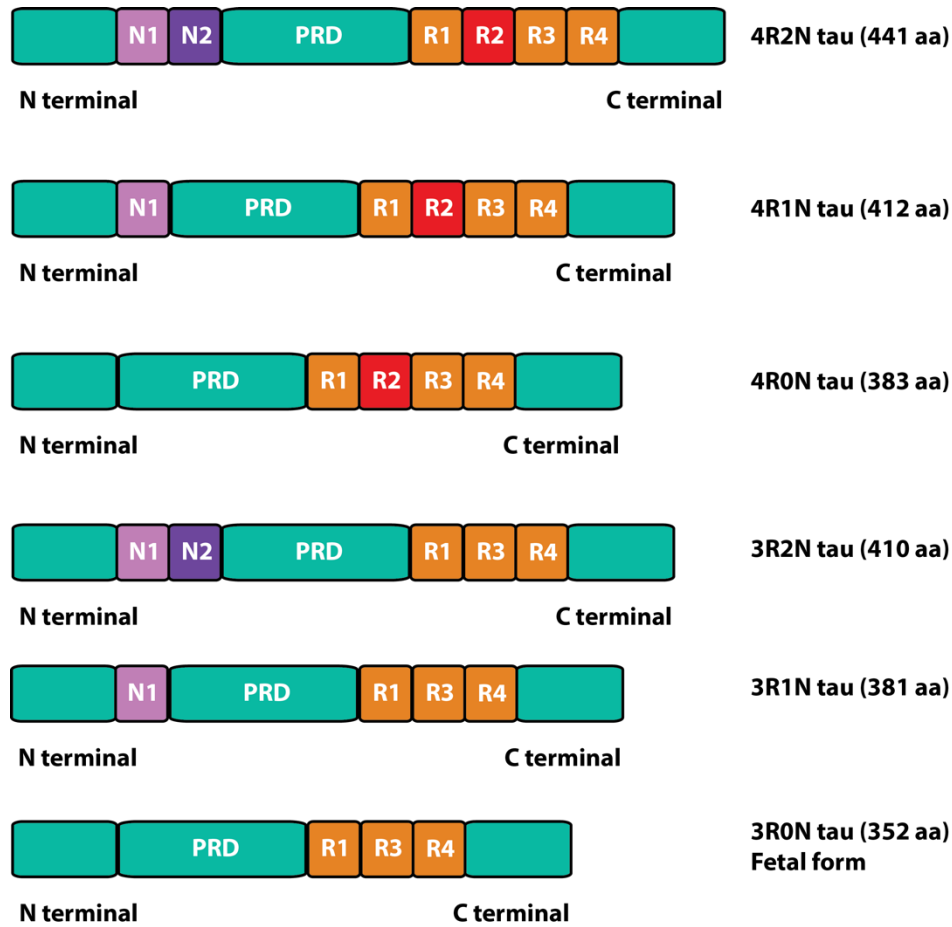 N1 N2 PRD R1 R2 R3 R4 4R2N tau (441 aa)
N terminal C terminal
N1 PRD R1 R2 R3 R4 4R1N tau (412 aa)
N terminal C terminal
PRD R1 R2 R3 R4 4R0N tau (383 aa)
N terminal C terminal
N1 N2 PRD R1 R3 R4 3R2N tau (410 aa)
N terminal C terminal
N1 PRD R1 R3 R4 3R1N tau (381 aa)
N terminal C terminal
PRD R1 R3 R4 3R0N tau (352 aa)
Fetal form
N terminal C terminal